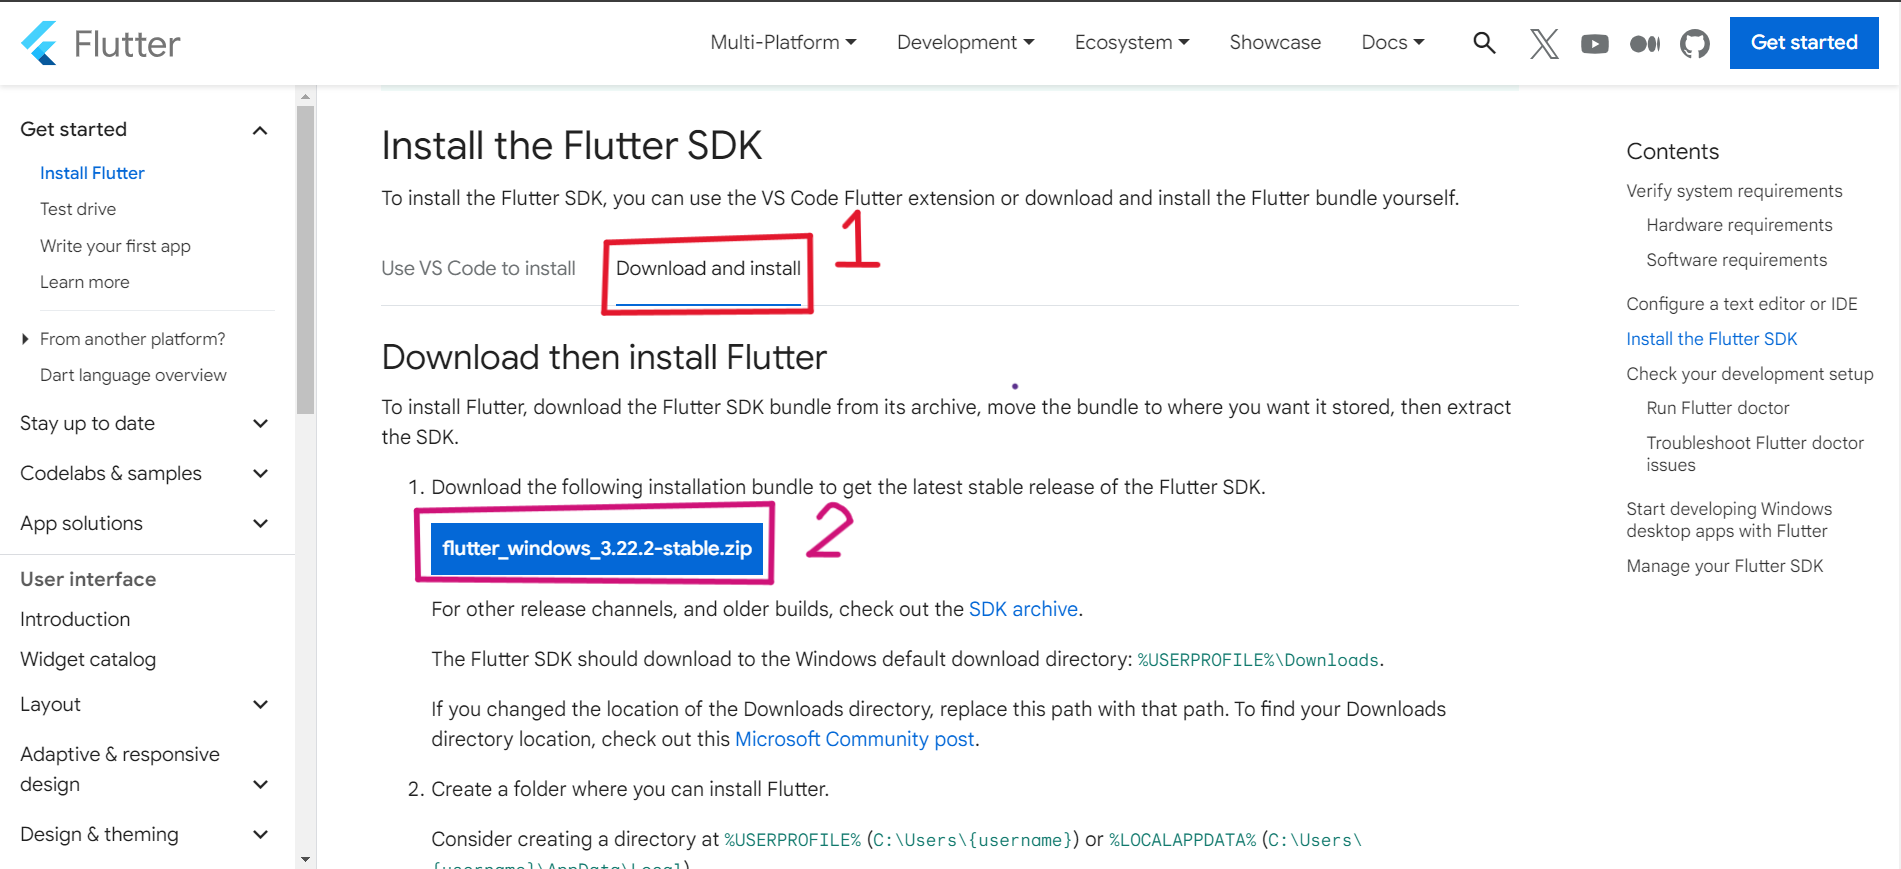 Flutter
Multi-Platform
Development
Ecosystem
Showcase
Docs
Get started
Get started
Install Flutter
Test drive
Write your first app
Learn more
From another platform?
Dart language overview
Stay up to date
Codelabs & samples
App solutions
User interface
Introduction
Widget catalog
Layout
Adaptive & responsive
design
Design & theming
Install the Flutter SDK
To install the Flutter SDK, you can use the VS Code Flutter extension or download and install the Flutter bundle yourself.
Use VS Code to install
Download and install
1
Download then install Flutter
To install Flutter, download the Flutter SDK bundle from its archive, move the bundle to where you want it stored, then extract
the SDK.
1. Download the following installation bundle to get the latest stable release of the Flutter SDK.
flutter_windows_3.22.2-stable.zip
2
For other release channels, and older builds, check out the SDK archive.
The Flutter SDK should download to the Windows default download directory: %USERPROFILE%\Downloads.
If you changed the location of the Downloads directory, replace this path with that path. To find your Downloads
directory location, check out this Microsoft Community post.
2. Create a folder where you can install Flutter.
Consider creating a directory at %USERPROFILE% (C:\Users\{username}) or %LOCALAPPDATA% (C:\Users\
{username}\AppData\Local)
Contents
Verify system requirements
Hardware requirements
Software requirements
Configure a text editor or IDE
Install the Flutter SDK
Check your development setup
Run Flutter doctor
Troubleshoot Flutter doctor
issues
Start developing Windows
desktop apps with Flutter
Manage your Flutter SDK